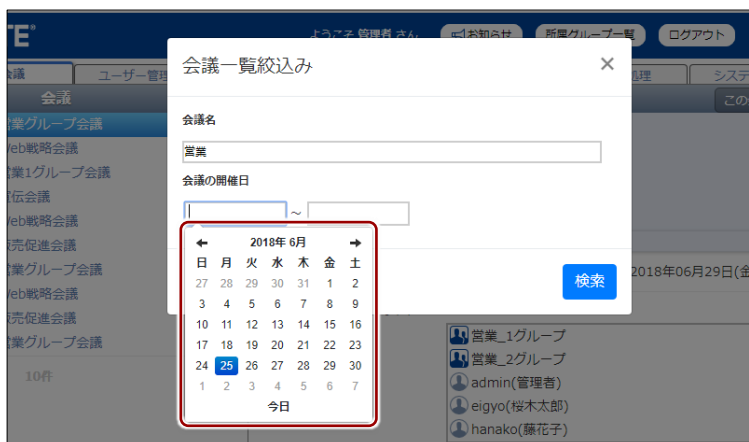 TE®
ようこそ 管理者 さん
お知らせ
所属グループ一覧
ログアウト
会議
ユーザー管理
処理
システ
会議
この
営業グループ会議
Web戦略会議
営業1グループ会議
宣伝会議
Web戦略会議
販売促進会議
営業グループ会議
Web戦略会議
販売促進会議
営業グループ会議
10件
会議一覧絞込み
×
会議名
営業
会議の開催日
~
2018年 6月
日 月 火 水 木 金 土
27 28 29 30 31 1 2
3 4 5 6 7 8 9
10 11 12 13 14 15 16
17 18 19 20 21 22 23
24 25 26 27 28 29 30
1 2 3 4 5 6 7
今日
検索
2018年06月29日(金
営業_1グループ
営業_2グループ
admin(管理者)
eigyo(桜木太郎)
hanako(藤花子)